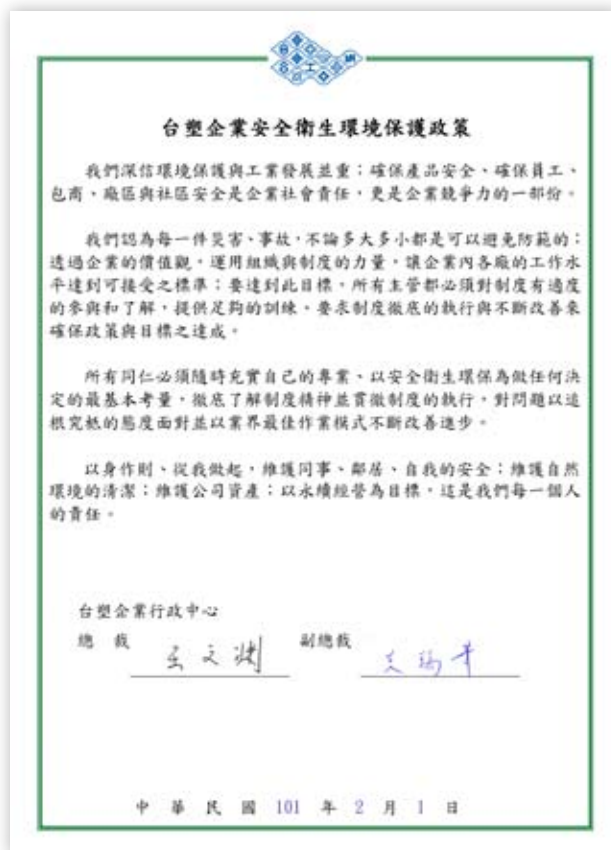 台塑企業安全衛生環境保護政策
我們深信環境保護與工業發展並重；確保產品安全、確保員工、
包商、廠區與社區安全是企業社會責任，更是企業競爭力的一部份。
我們認為每一件災害、事故，不論多大多小都是可以避免防範的；
透過企業的價值觀，運用組織與制度的力量，讓企業內各廠的工作水
平達到可接受之標準；要達到此目標，所有主管都必須對制度有適度
的參與和了解，提供足夠的訓練，要求制度徹底的執行與不斷改善來
確保政策與目標之達成。
所有同仁必須隨時充實自己的專業、以安全衛生環保為做任何決
定的最基本考量，徹底了解制度精神並貫徹制度的執行，對問題以追
根究柢的態度面對並以業界最佳作業模式不斷改善進步。
以身作則、從我做起，維護同事、鄰居、自我的安全；維護自然
環境的清潔；維護公司資產；以永續經營為目標，這是我們每一個人
的責任。
台塑企業行政中心
總 裁 王文淵 副總裁
中 華 民 國 101 年 2 月 1 日